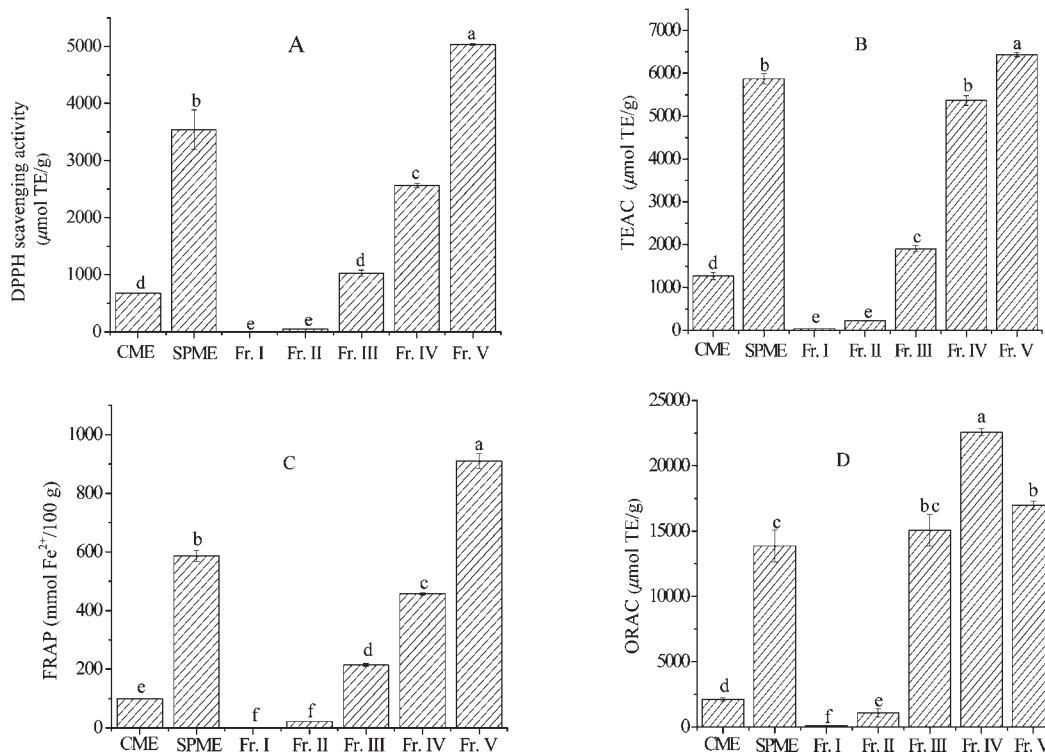 A
DPPH scavenging activity
(μmol TE/g)
5000
4000
3000
2000
1000
0
d
b
e
e
d
c
a
CME SPME Fr. I Fr. II Fr. III Fr. IV Fr. V
B
TEAC (μmol TE/g)
7000
6000
5000
4000
3000
2000
1000
0
d
b
e
e
c
b
a
CME SPME Fr. I Fr. II Fr. III Fr. IV Fr. V
C
FRAP (mmol Fe²⁺/100 g)
1000
800
600
400
200
0
e
b
f
f
d
c
a
CME SPME Fr. I Fr. II Fr. III Fr. IV Fr. V
D
ORAC (μmol TE/g)
25000
20000
15000
10000
5000
0
d
c
f
e
bc
a
b
CME SPME Fr. I Fr. II Fr. III Fr. IV Fr. V